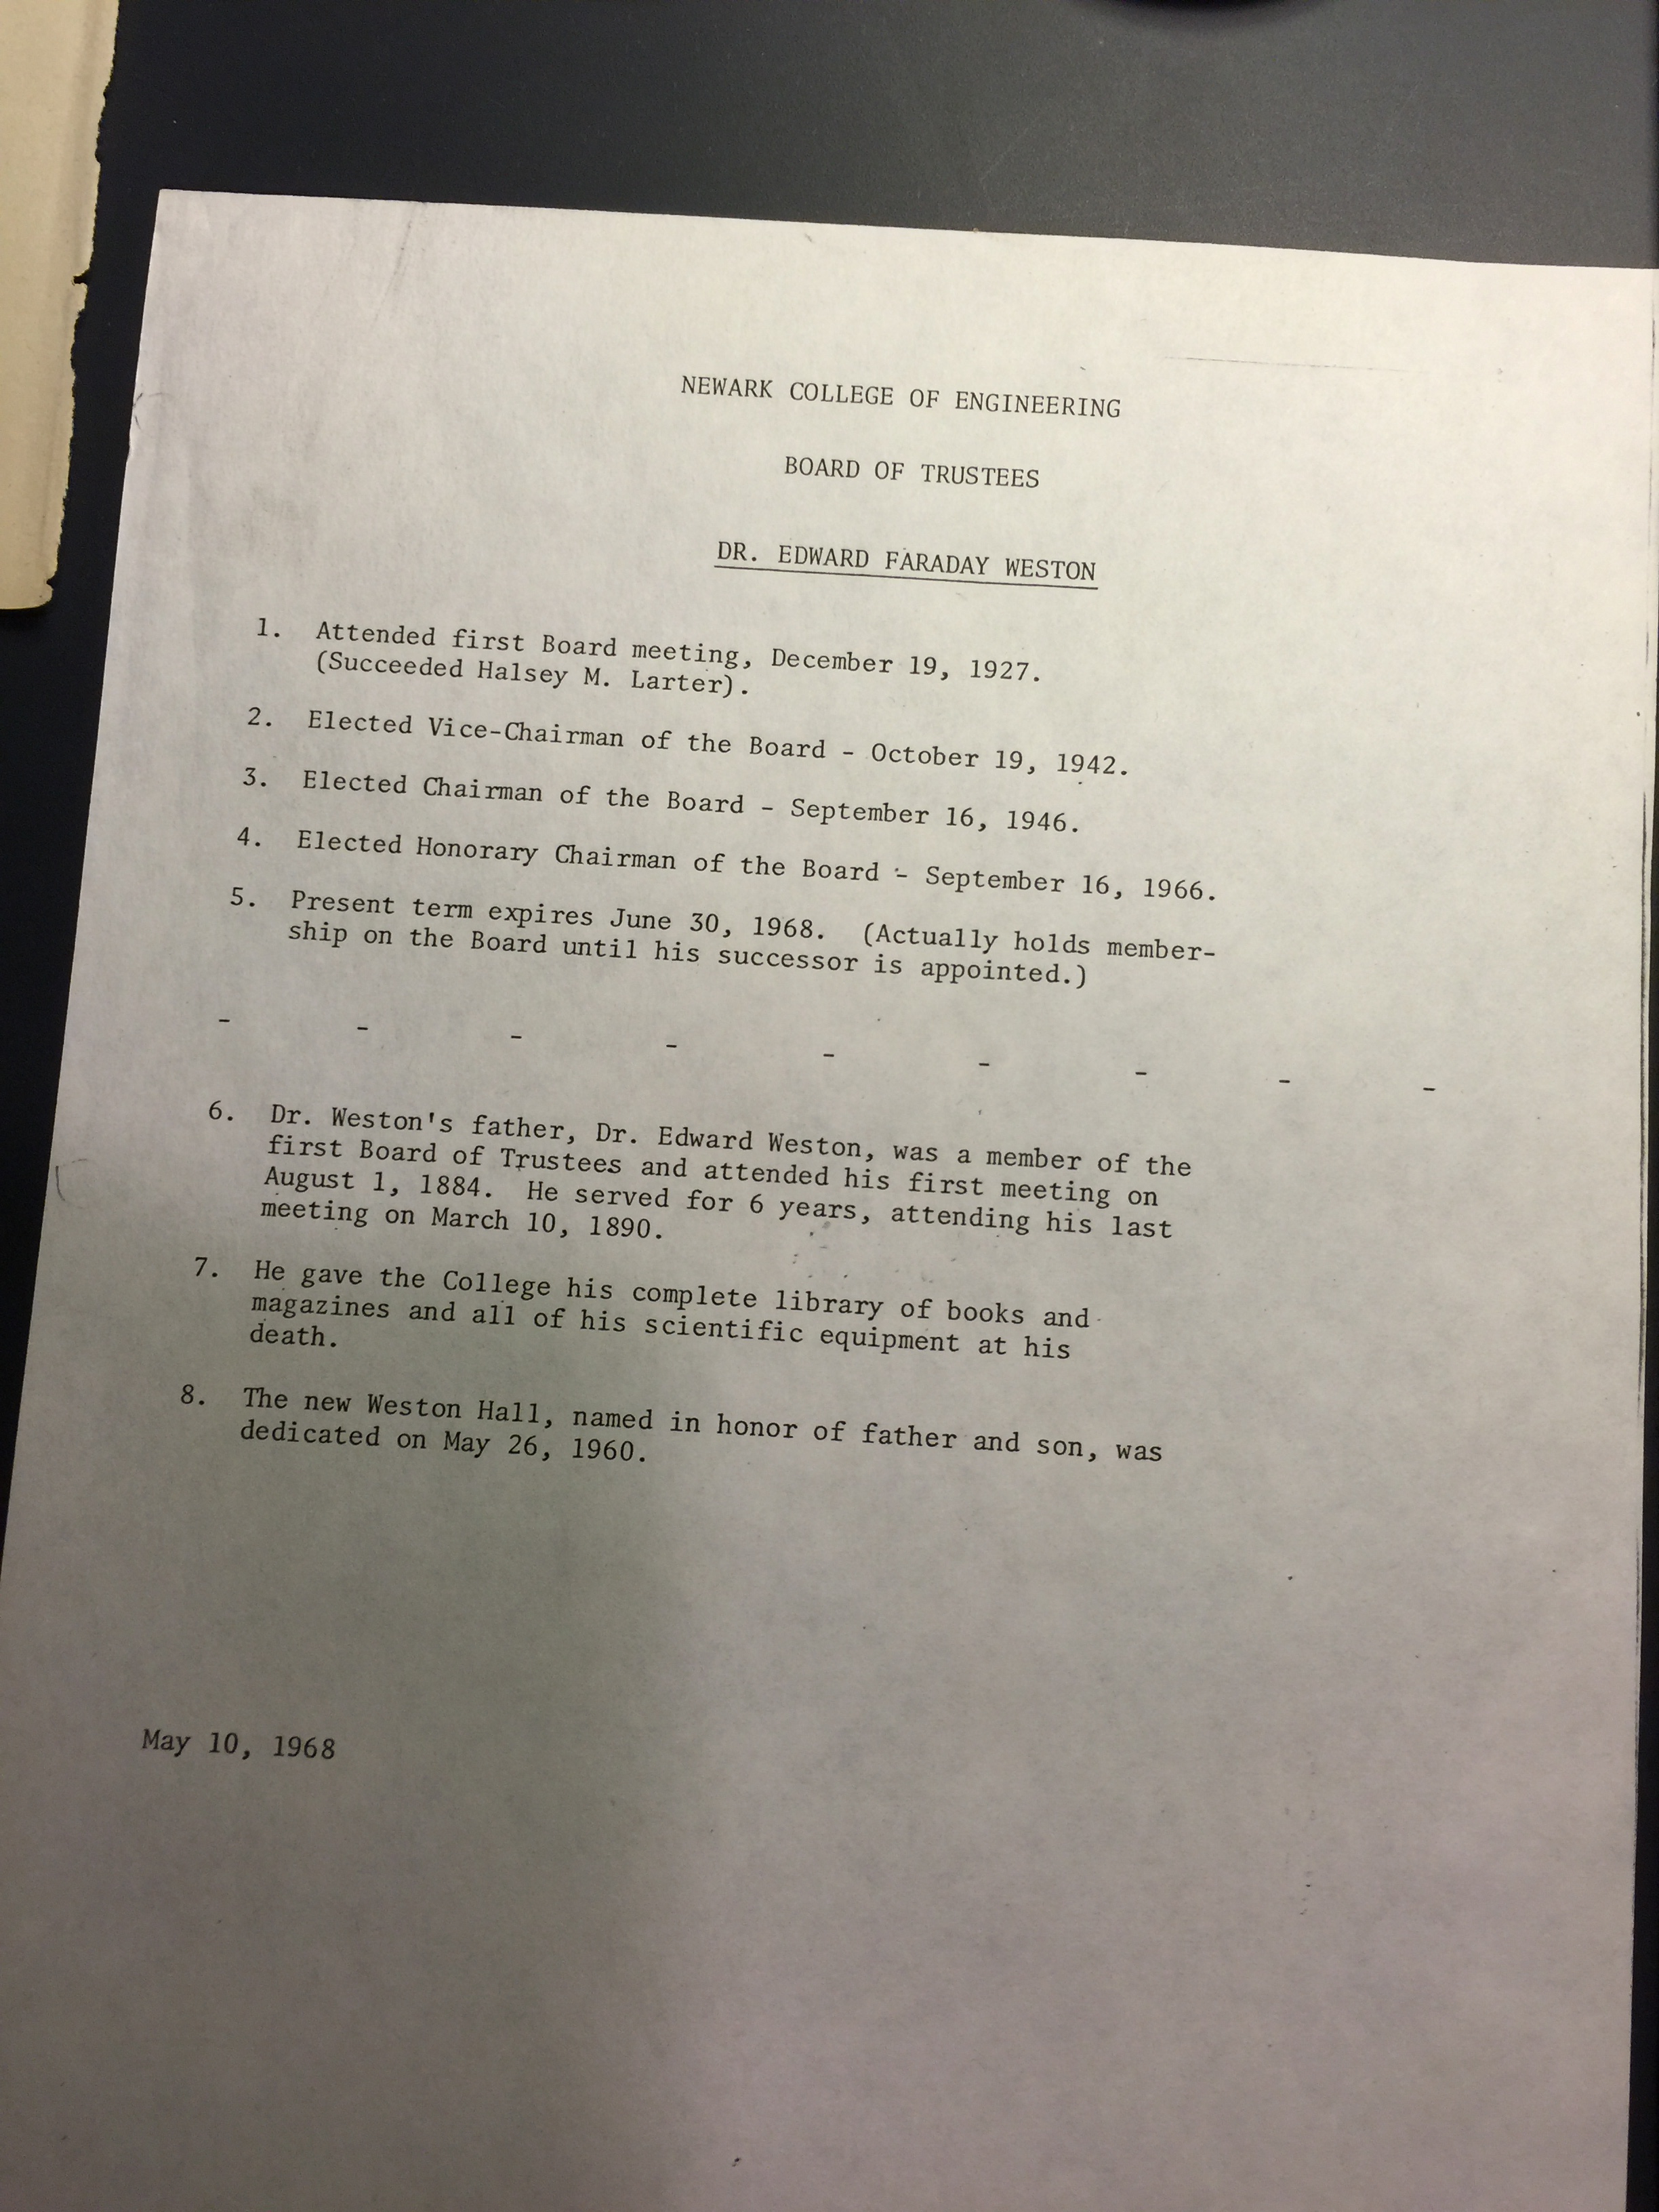 NEWARK COLLEGE OF ENGINEERING
BOARD OF TRUSTEES
DR. EDWARD FARADAY WESTON
1. Attended first Board meeting, December 19, 1927.
(Succeeded Halsey M. Larter).
2. Elected Vice-Chairman of the Board - October 19, 1942.
3. Elected Chairman of the Board - September 16, 1946.
4. Elected Honorary Chairman of the Board - September 16, 1966.
5. Present term expires June 30, 1968. (Actually holds member-
ship on the Board until his successor is appointed.)
- - - - - - - - -
6. Dr. Weston's father, Dr. Edward Weston, was a member of the
first Board of Trustees and attended his first meeting on
August 1, 1884. He served for 6 years, attending his last
meeting on March 10, 1890.
7. He gave the College his complete library of books and
magazines and all of his scientific equipment at his
death.
8. The new Weston Hall, named in honor of father and son, was
dedicated on May 26, 1960.
May 10, 1968